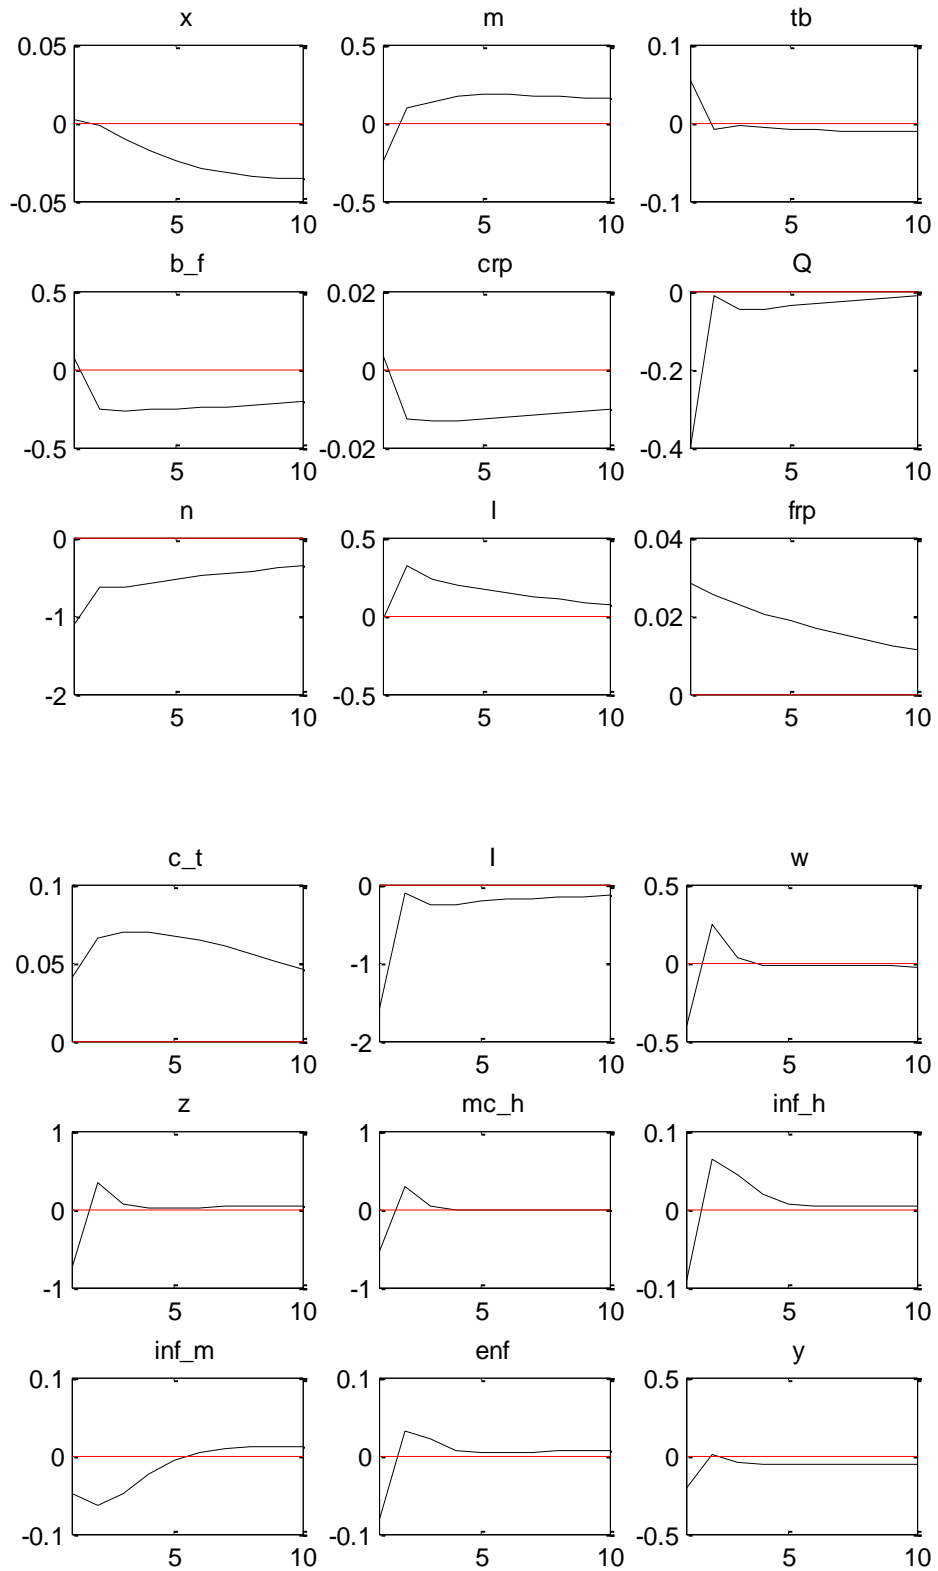 x m tb
0.05 0.5 0.1
0 0 0
-0.05 -0.5 -0.1
5 10 5 10 5 10
b_f crp Q
0.5 0.02 0
0 0 -0.2
-0.5 -0.02 -0.4
5 10 5 10 5 10
n l frp
0 0.5 0.04
-1 0 0.02
-2 -0.5 0
5 10 5 10 5 10
c_t I w
0.1 0 0.5
0.05 -1 0
0 -2 -0.5
5 10 5 10 5 10
z mc_h inf_h
1 1 0.1
0 0 0
-1 -1 -0.1
5 10 5 10 5 10
inf_m enf y
0.1 0.1 0.5
0 0 0
-0.1 -0.1 -0.5
5 10 5 10 5 10